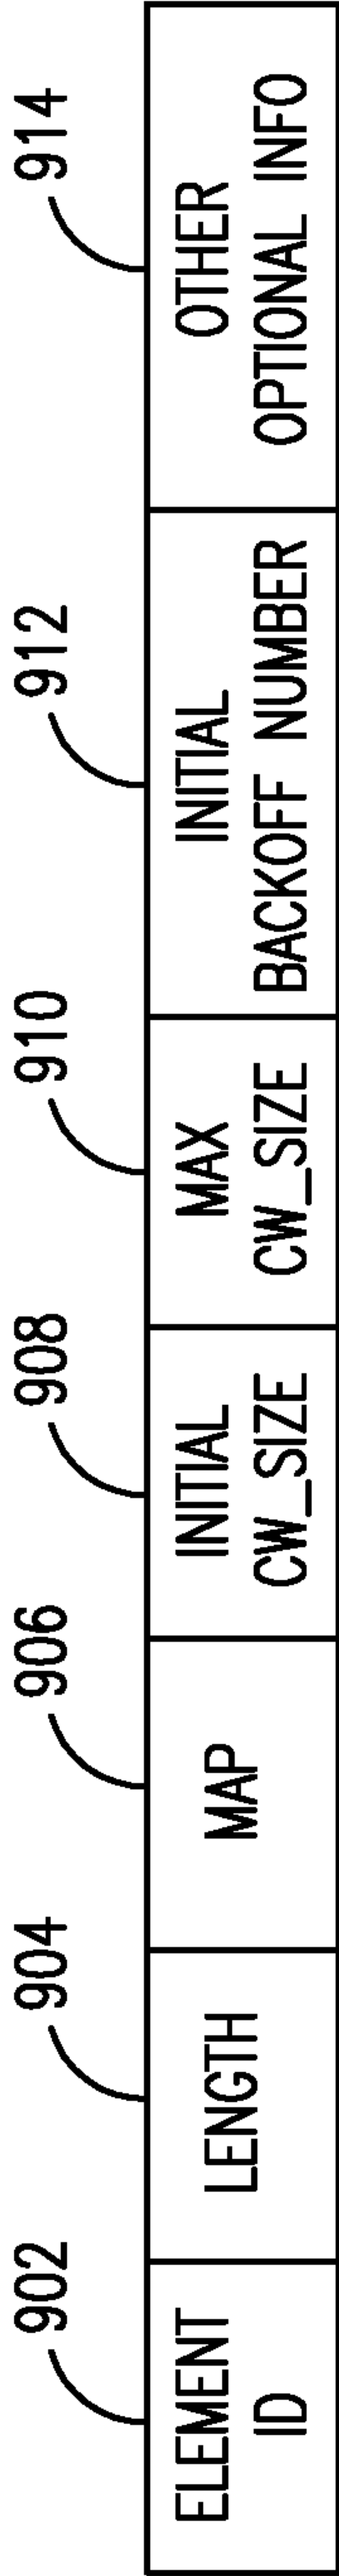 902
904
906
908
910
912
914
ELEMENT
ID
LENGTH
MAP
INITIAL
CW_SIZE
MAX
CW_SIZE
INITIAL
BACKOFF NUMBER
OTHER
OPTIONAL INFO